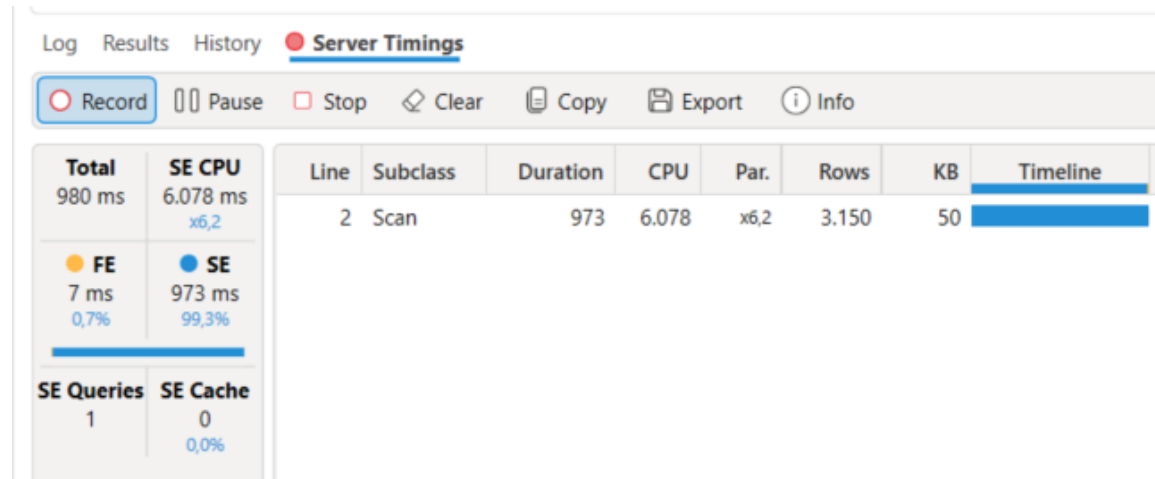 Log Results History Server Timings
Record Pause Stop Clear Copy Export Info
Total SE CPU
980 ms 6.078 ms
x6,2
FE SE
7 ms 973 ms
0,7% 99,3%
SE Queries SE Cache
1 0
0,0%
Line Subclass Duration CPU Par. Rows KB Timeline
2 Scan 973 6.078 x6,2 3.150 50